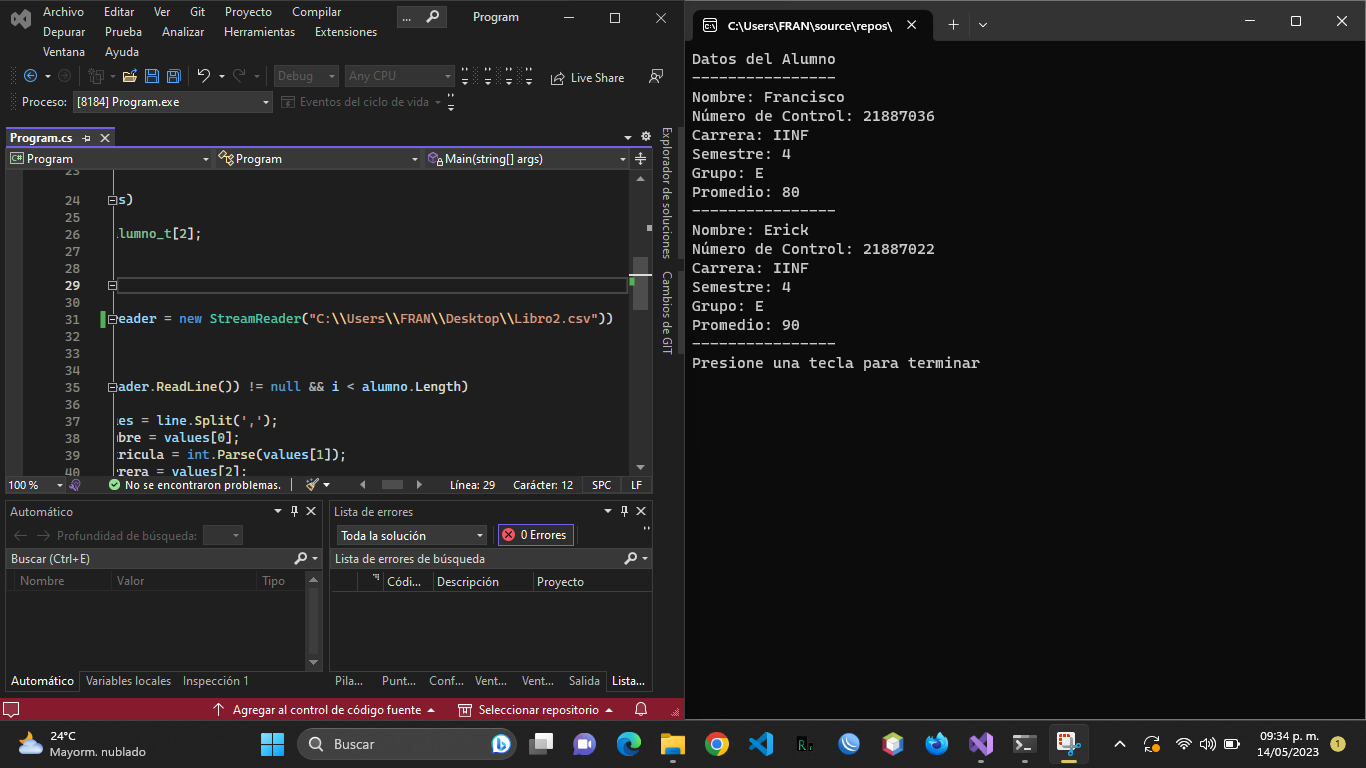 Archivo Editar Ver Git Proyecto Compilar
Depurar Prueba Analizar Herramientas Extensiones
Ventana Ayuda
... Program
Debug Any CPU Live Share
Proceso: [8184] Program.exe Eventos del ciclo de vida
Program.cs
Program Program Main(string[] args)
23
24 s)
25
26 lumno_t[2];
27
28
29
30
31 eader = new StreamReader("C:\\Users\\FRAN\\Desktop\\Libro2.csv"))
32
33
34
35 ader.ReadLine()) != null && i < alumno.Length)
36
37 es = line.Split(',');
38 bre = values[0];
39 ricula = int.Parse(values[1]);
40 rera = values[2];
100 % No se encontraron problemas. Línea: 29 Carácter: 12 SPC LF
Explorador de soluciones
Cambios de GIT
Automático
Profundidad de búsqueda:
Buscar (Ctrl+E)
Nombre Valor Tipo
Automático Variables locales Inspección 1
Lista de errores
Toda la solución 0 Errores
Lista de errores de búsqueda
Códi... Descripción Proyecto
Pila... Punt... Conf... Vent... Vent... Salida Lista...
Agregar al control de código fuente Seleccionar repositorio
C:\Users\FRAN\source\repos\
Datos del Alumno
----------------
Nombre: Francisco
Número de Control: 21887036
Carrera: IINF
Semestre: 4
Grupo: E
Promedio: 80
----------------
Nombre: Erick
Número de Control: 21887022
Carrera: IINF
Semestre: 4
Grupo: E
Promedio: 90
----------------
Presione una tecla para terminar
24°C
Mayorm. nublado
Buscar
09:34 p. m.
14/05/2023
1